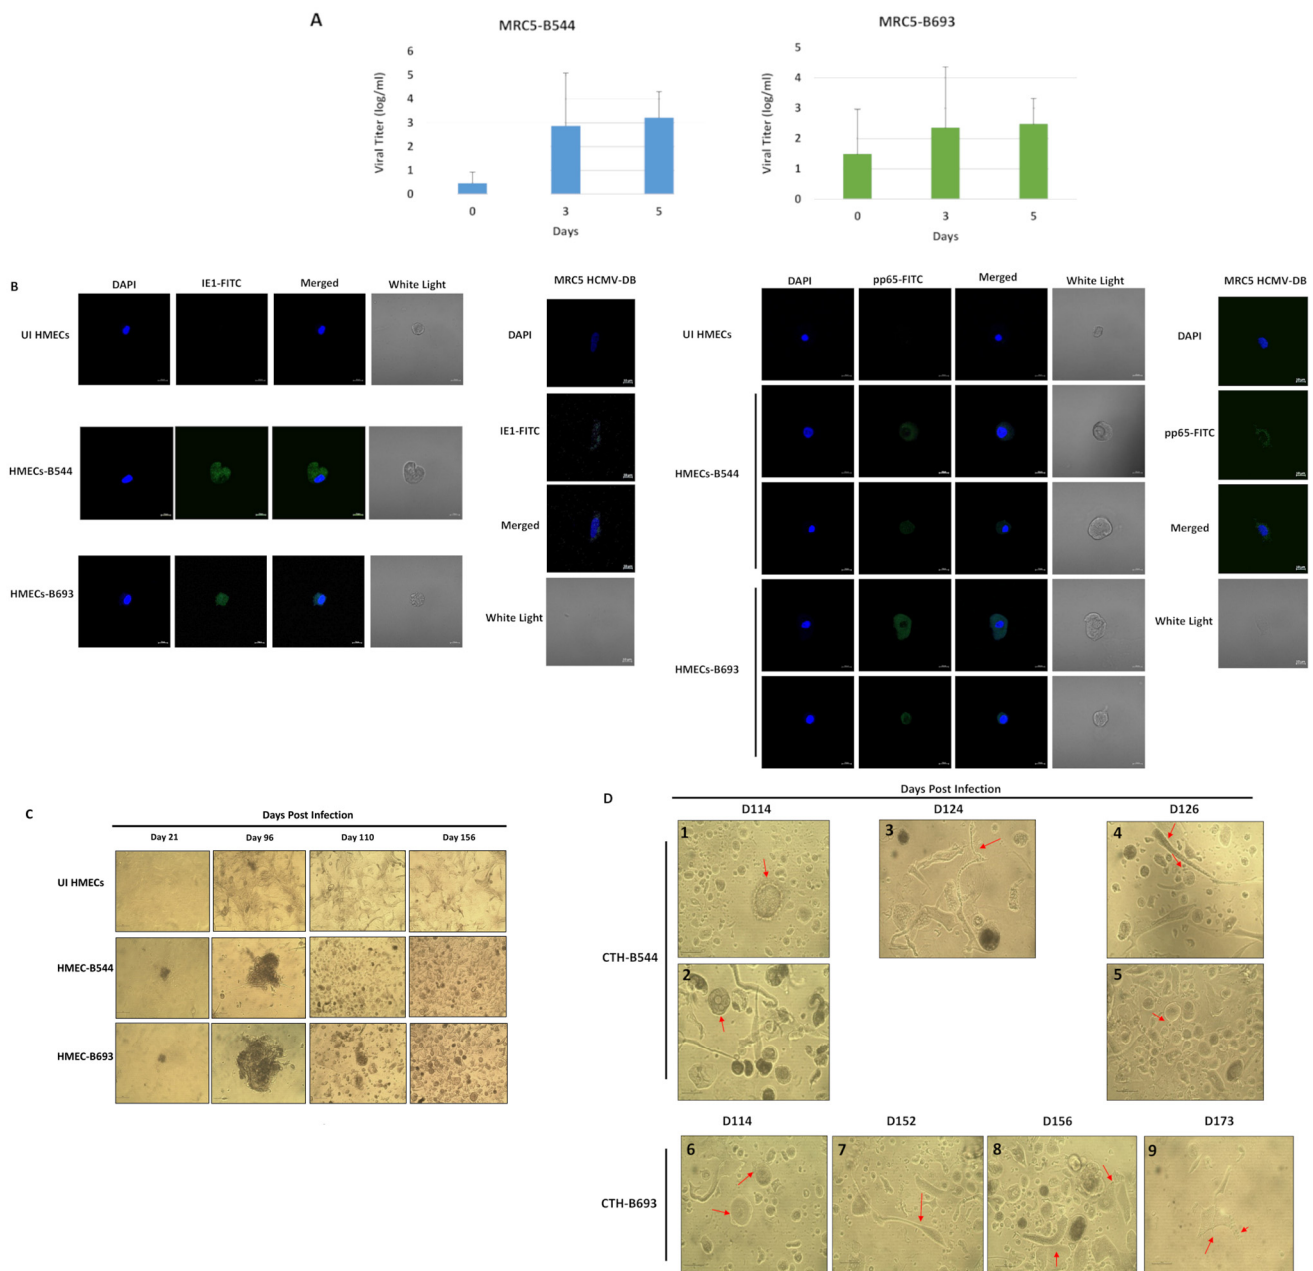 A
MRC5-B544
Viral Titer (log/ml)
6
5
4
3
2
1
0
0 3 5
Days
MRC5-B693
Viral Titer (log/ml)
5
4
3
2
1
0
0 3 5
Days
B
DAPI IE1-FITC Merged White Light
UI HMECs
HMECs-B544
HMECs-B693
MRC5 HCMV-DB
DAPI
IE1-FITC
Merged
White Light
DAPI pp65-FITC Merged White Light
UI HMECs
HMECs-B544
HMECs-B693
MRC5 HCMV-DB
DAPI
pp65-FITC
Merged
White Light
C
Days Post Infection
Day 21 Day 96 Day 110 Day 156
UI HMECs
HMEC-B544
HMEC-B693
D
Days Post Infection
D114 D124 D126
1 3 4
CTH-B544
2 5
D114 D152 D156 D173
6 7 8 9
CTH-B693